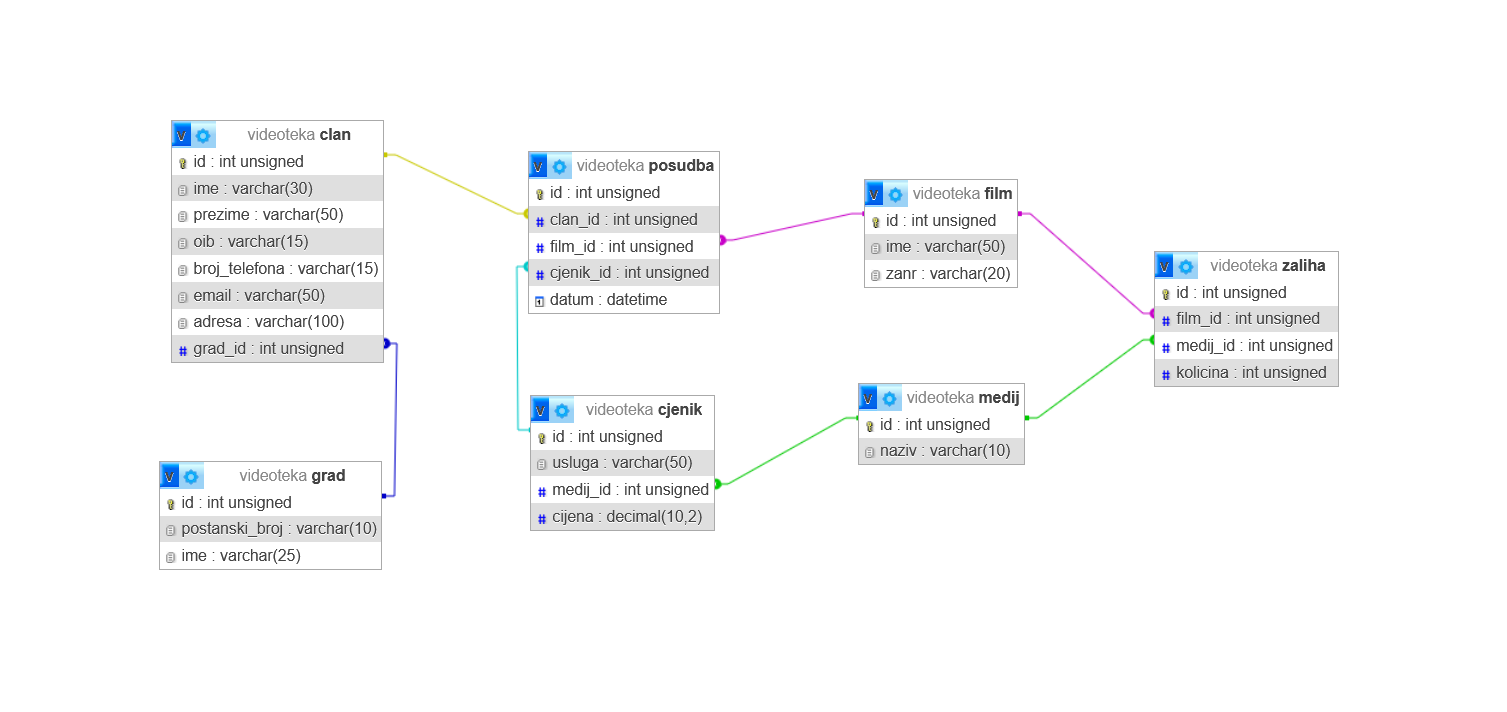 V videoteka clan
id : int unsigned
ime : varchar(30)
prezime : varchar(50)
oib : varchar(15)
broj_telefona : varchar(15)
email : varchar(50)
adresa : varchar(100)
# grad_id : int unsigned
V videoteka grad
id : int unsigned
postanski_broj : varchar(10)
ime : varchar(25)
V videoteka posudba
id : int unsigned
# clan_id : int unsigned
# film_id : int unsigned
# cjenik_id : int unsigned
datum : datetime
V videoteka cjenik
id : int unsigned
usluga : varchar(50)
# medij_id : int unsigned
# cijena : decimal(10,2)
V videoteka film
id : int unsigned
ime : varchar(50)
zanr : varchar(20)
V videoteka medij
id : int unsigned
naziv : varchar(10)
V videoteka zaliha
id : int unsigned
# film_id : int unsigned
# medij_id : int unsigned
# kolicina : int unsigned